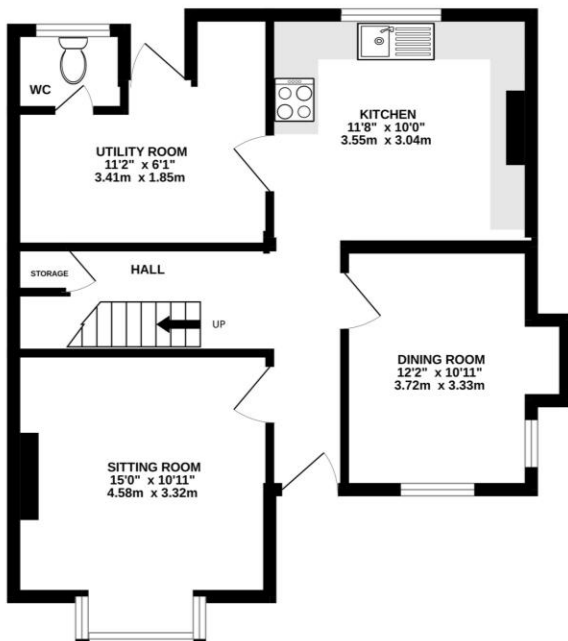 WC
UTILITY ROOM
11'2" x 6'1"
3.41m x 1.85m
KITCHEN
11'8" x 10'0"
3.55m x 3.04m
STORAGE
HALL
UP
DINING ROOM
12'2" x 10'11"
3.72m x 3.33m
SITTING ROOM
15'0" x 10'11"
4.58m x 3.32m